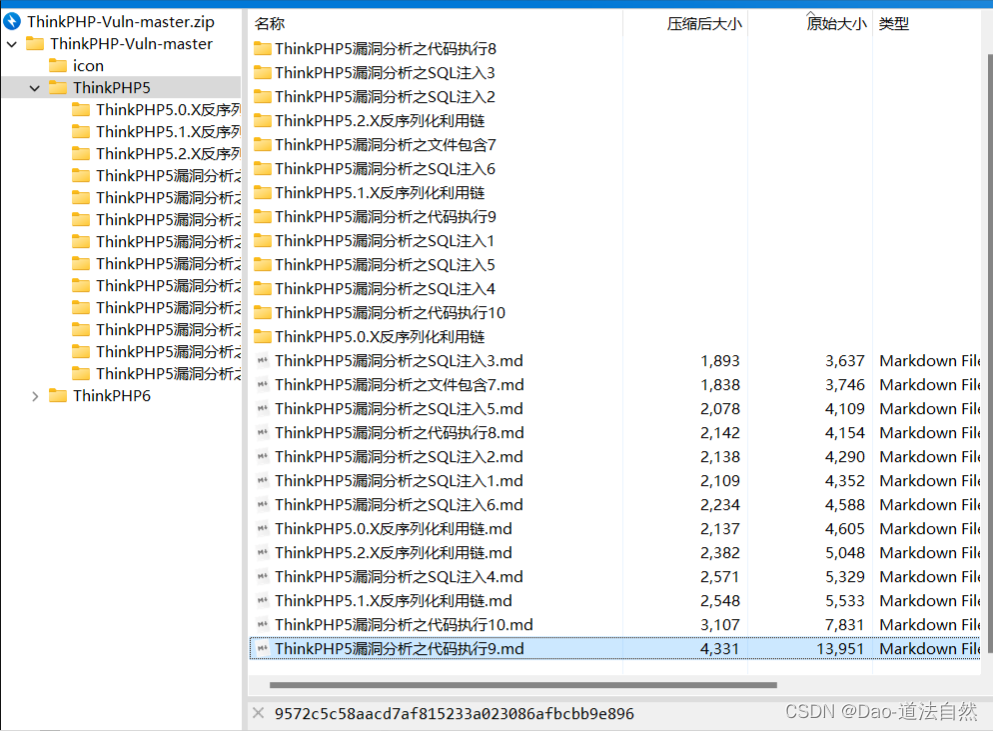 ThinkPHP-Vuln-master.zip
ThinkPHP-Vuln-master
icon
ThinkPHP5
ThinkPHP5.0.X反序列
ThinkPHP5.1.X反序列
ThinkPHP5.2.X反序列
ThinkPHP5漏洞分析之
ThinkPHP5漏洞分析之
ThinkPHP5漏洞分析之
ThinkPHP5漏洞分析之
ThinkPHP5漏洞分析之
ThinkPHP5漏洞分析之
ThinkPHP5漏洞分析之
ThinkPHP5漏洞分析之
ThinkPHP5漏洞分析之
ThinkPHP5漏洞分析之
ThinkPHP6
名称 压缩后大小 原始大小 类型
ThinkPHP5漏洞分析之代码执行8
ThinkPHP5漏洞分析之SQL注入3
ThinkPHP5漏洞分析之SQL注入2
ThinkPHP5.2.X反序列化利用链
ThinkPHP5漏洞分析之文件包含7
ThinkPHP5漏洞分析之SQL注入6
ThinkPHP5.1.X反序列化利用链
ThinkPHP5漏洞分析之代码执行9
ThinkPHP5漏洞分析之SQL注入1
ThinkPHP5漏洞分析之SQL注入5
ThinkPHP5漏洞分析之SQL注入4
ThinkPHP5漏洞分析之代码执行10
ThinkPHP5.0.X反序列化利用链
ThinkPHP5漏洞分析之SQL注入3.md 1,893 3,637 Markdown File
ThinkPHP5漏洞分析之文件包含7.md 1,838 3,746 Markdown File
ThinkPHP5漏洞分析之SQL注入5.md 2,078 4,109 Markdown File
ThinkPHP5漏洞分析之代码执行8.md 2,142 4,154 Markdown File
ThinkPHP5漏洞分析之SQL注入2.md 2,138 4,290 Markdown File
ThinkPHP5漏洞分析之SQL注入1.md 2,109 4,352 Markdown File
ThinkPHP5漏洞分析之SQL注入6.md 2,234 4,588 Markdown File
ThinkPHP5.0.X反序列化利用链.md 2,137 4,605 Markdown File
ThinkPHP5.2.X反序列化利用链.md 2,382 5,048 Markdown File
ThinkPHP5漏洞分析之SQL注入4.md 2,571 5,329 Markdown File
ThinkPHP5.1.X反序列化利用链.md 2,548 5,533 Markdown File
ThinkPHP5漏洞分析之代码执行10.md 3,107 7,831 Markdown File
ThinkPHP5漏洞分析之代码执行9.md 4,331 13,951 Markdown File
9572c5c58aacd7af815233a023086afbcbb9e896
CSDN @Dao-道法自然